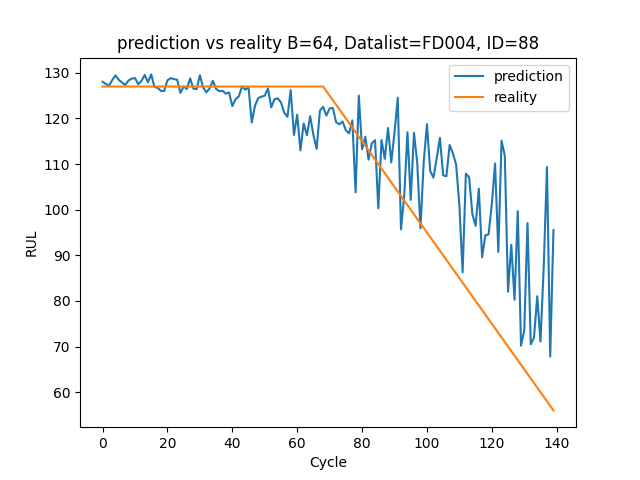 prediction vs reality B=64, Datalist=FD004, ID=88
prediction
reality
130
120
110
100
90
80
70
60
RUL
0 20 40 60 80 100 120 140
Cycle